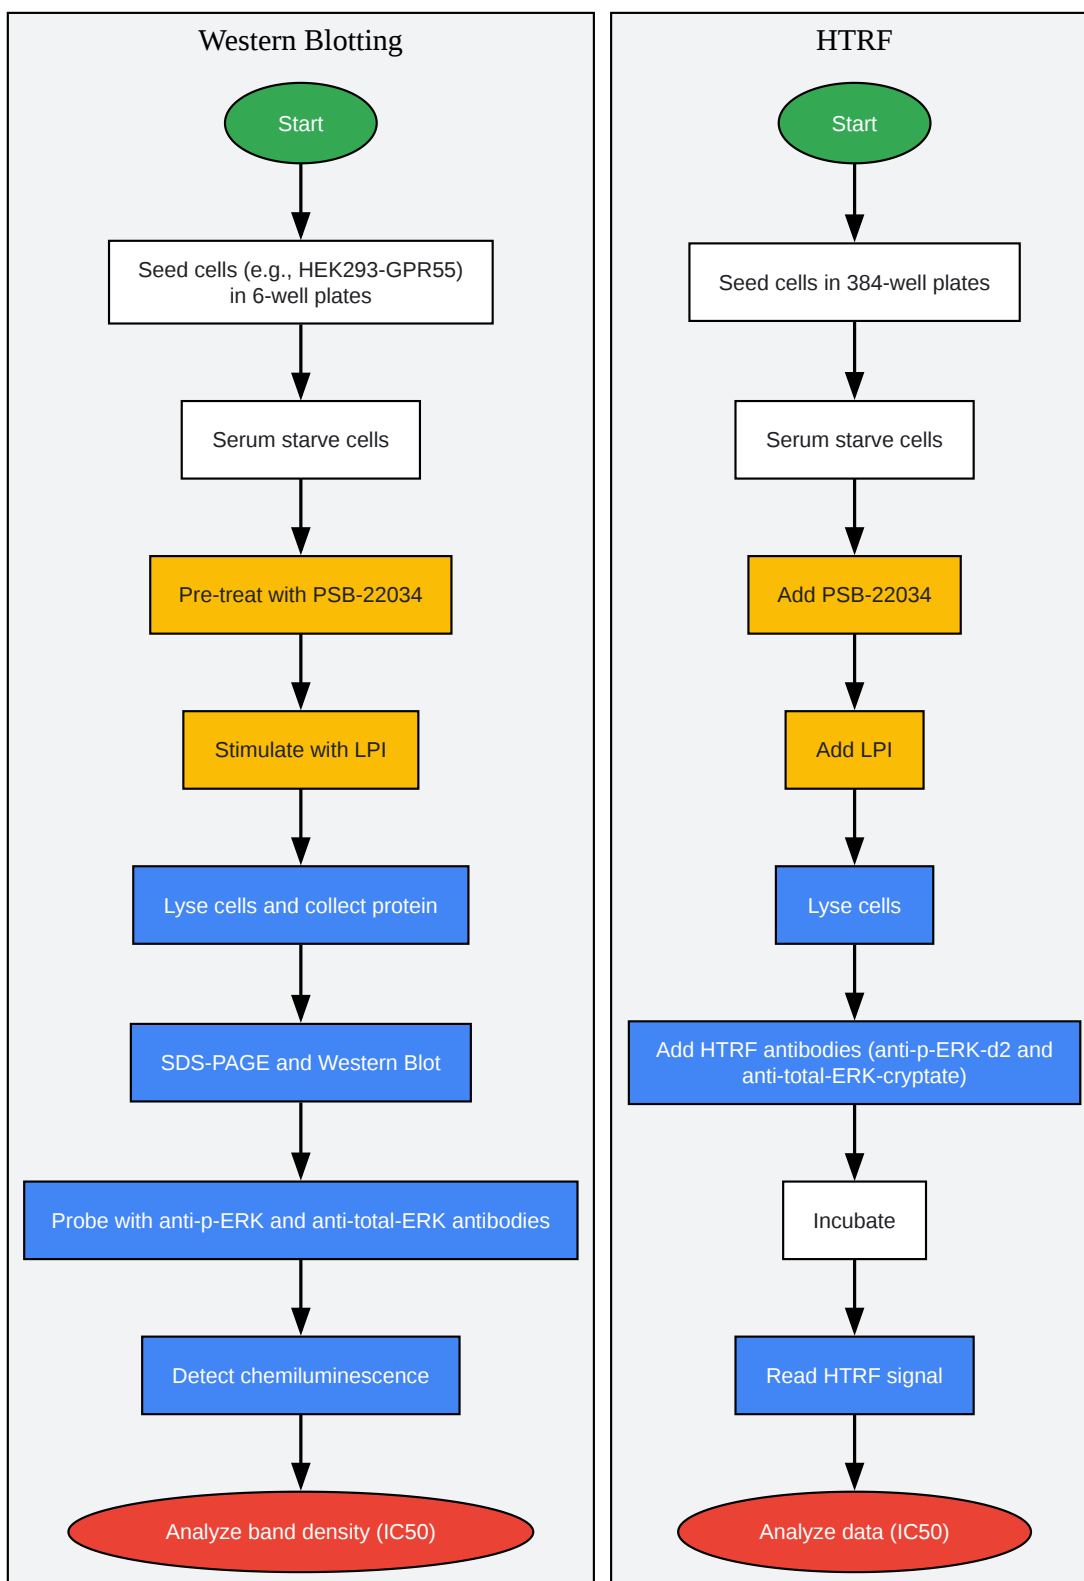 Western Blotting
Start
Seed cells (e.g., HEK293-GPR55)
in 6-well plates
Serum starve cells
Pre-treat with PSB-22034
Stimulate with LPI
Lyse cells and collect protein
SDS-PAGE and Western Blot
Probe with anti-p-ERK and anti-total-ERK antibodies
Detect chemiluminescence
Analyze band density (IC50)
HTRF
Start
Seed cells in 384-well plates
Serum starve cells
Add PSB-22034
Add LPI
Lyse cells
Add HTRF antibodies (anti-p-ERK-d2 and
anti-total-ERK-cryptate)
Incubate
Read HTRF signal
Analyze data (IC50)